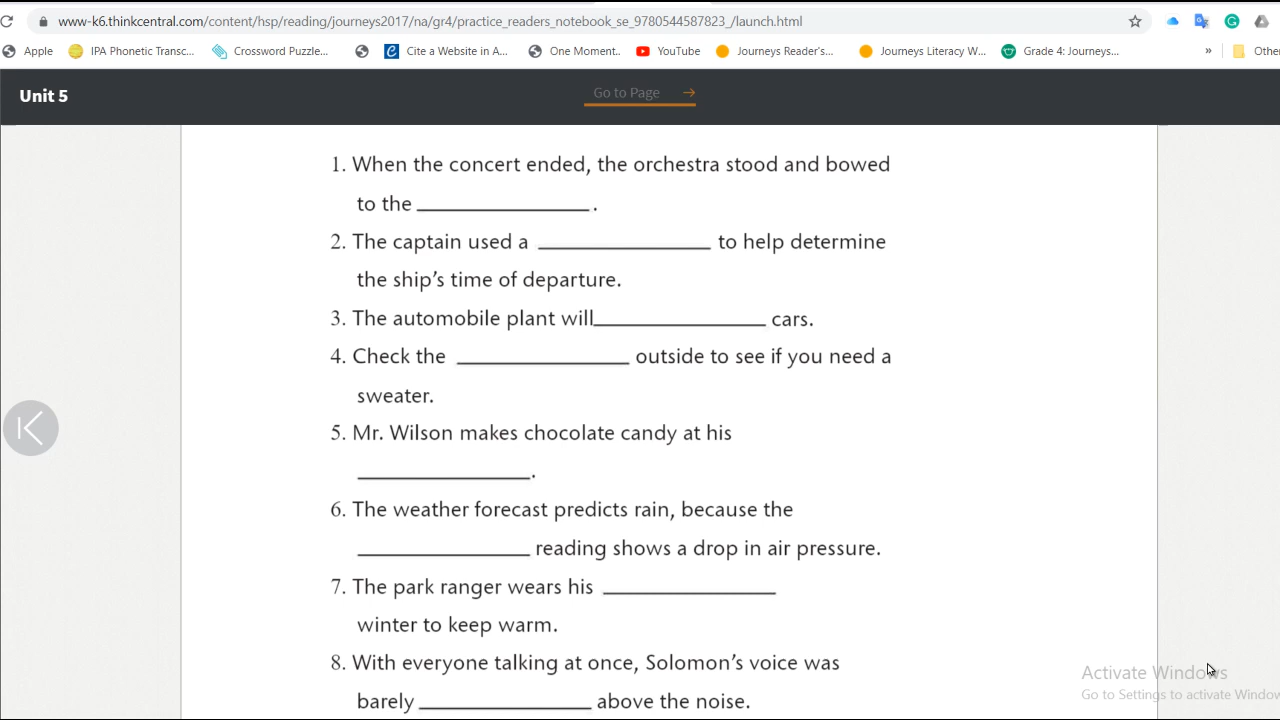 www-k6.thinkcentral.com/content/hsp/reading/journeys2017/na/gr4/practice_readers_notebook_se_9780544587823_/launch.html
Apple IPA Phonetic Transc... Crossword Puzzle... Cite a Website in A... One Moment.. YouTube Journeys Reader's... Journeys Literacy W... Grade 4: Journeys... » Othe
Unit 5
Go to Page →
1. When the concert ended, the orchestra stood and bowed
to the ________________ .
2. The captain used a ________________ to help determine
the ship's time of departure.
3. The automobile plant will________________ cars.
4. Check the ________________ outside to see if you need a
sweater.
5. Mr. Wilson makes chocolate candy at his
________________.
6. The weather forecast predicts rain, because the
________________ reading shows a drop in air pressure.
7. The park ranger wears his ________________
winter to keep warm.
8. With everyone talking at once, Solomon's voice was
barely ________________ above the noise.
Activate Windows
Go to Settings to activate Window